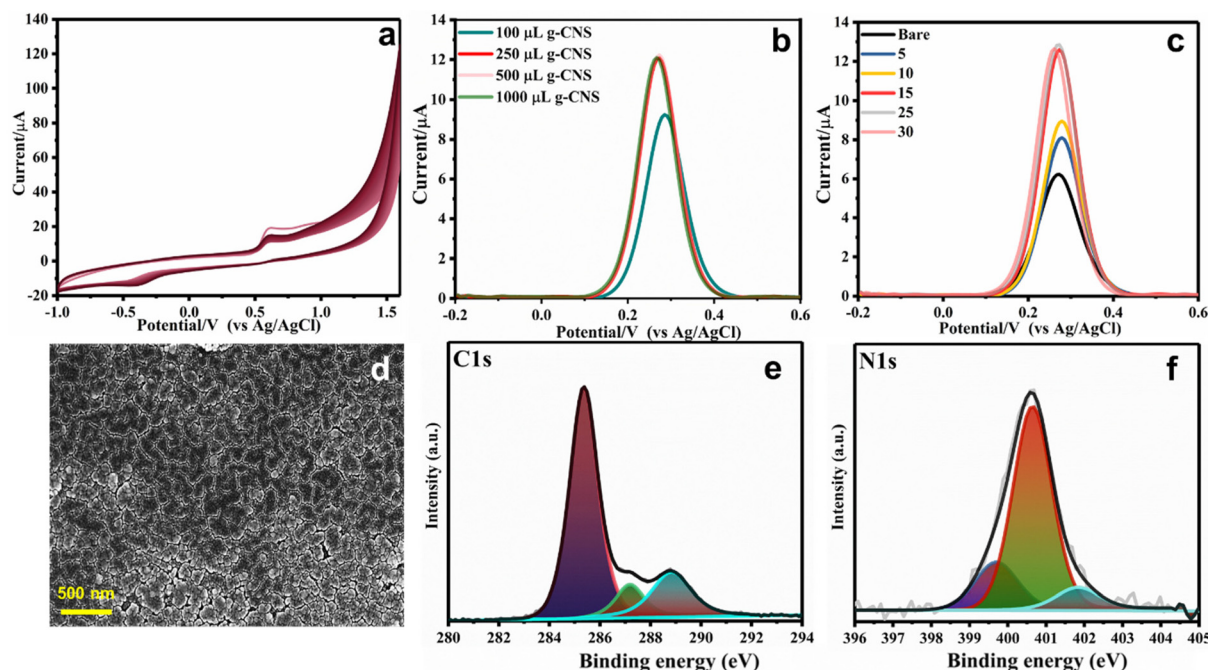 a
140
120
100
80
60
40
20
0
-20
Current/µA
-1.0 -0.5 0.0 0.5 1.0 1.5
Potential/V (vs Ag/AgCl)
b
14
12
10
8
6
4
2
0
Current/µA
100 µL g-CNS
250 µL g-CNS
500 µL g-CNS
1000 µL g-CNS
-0.2 0.0 0.2 0.4 0.6
Potential/V (vs Ag/AgCl)
c
14
12
10
8
6
4
2
0
Current/µA
Bare
5
10
15
25
30
-0.2 0.0 0.2 0.4 0.6
Potential/V (vs Ag/AgCl)
d
500 nm
C1s
e
Intensity (a.u.)
280 282 284 286 288 290 292 294
Binding energy (eV)
N1s
f
Intensity (a.u.)
396 397 398 399 400 401 402 403 404 405
Binding energy (eV)